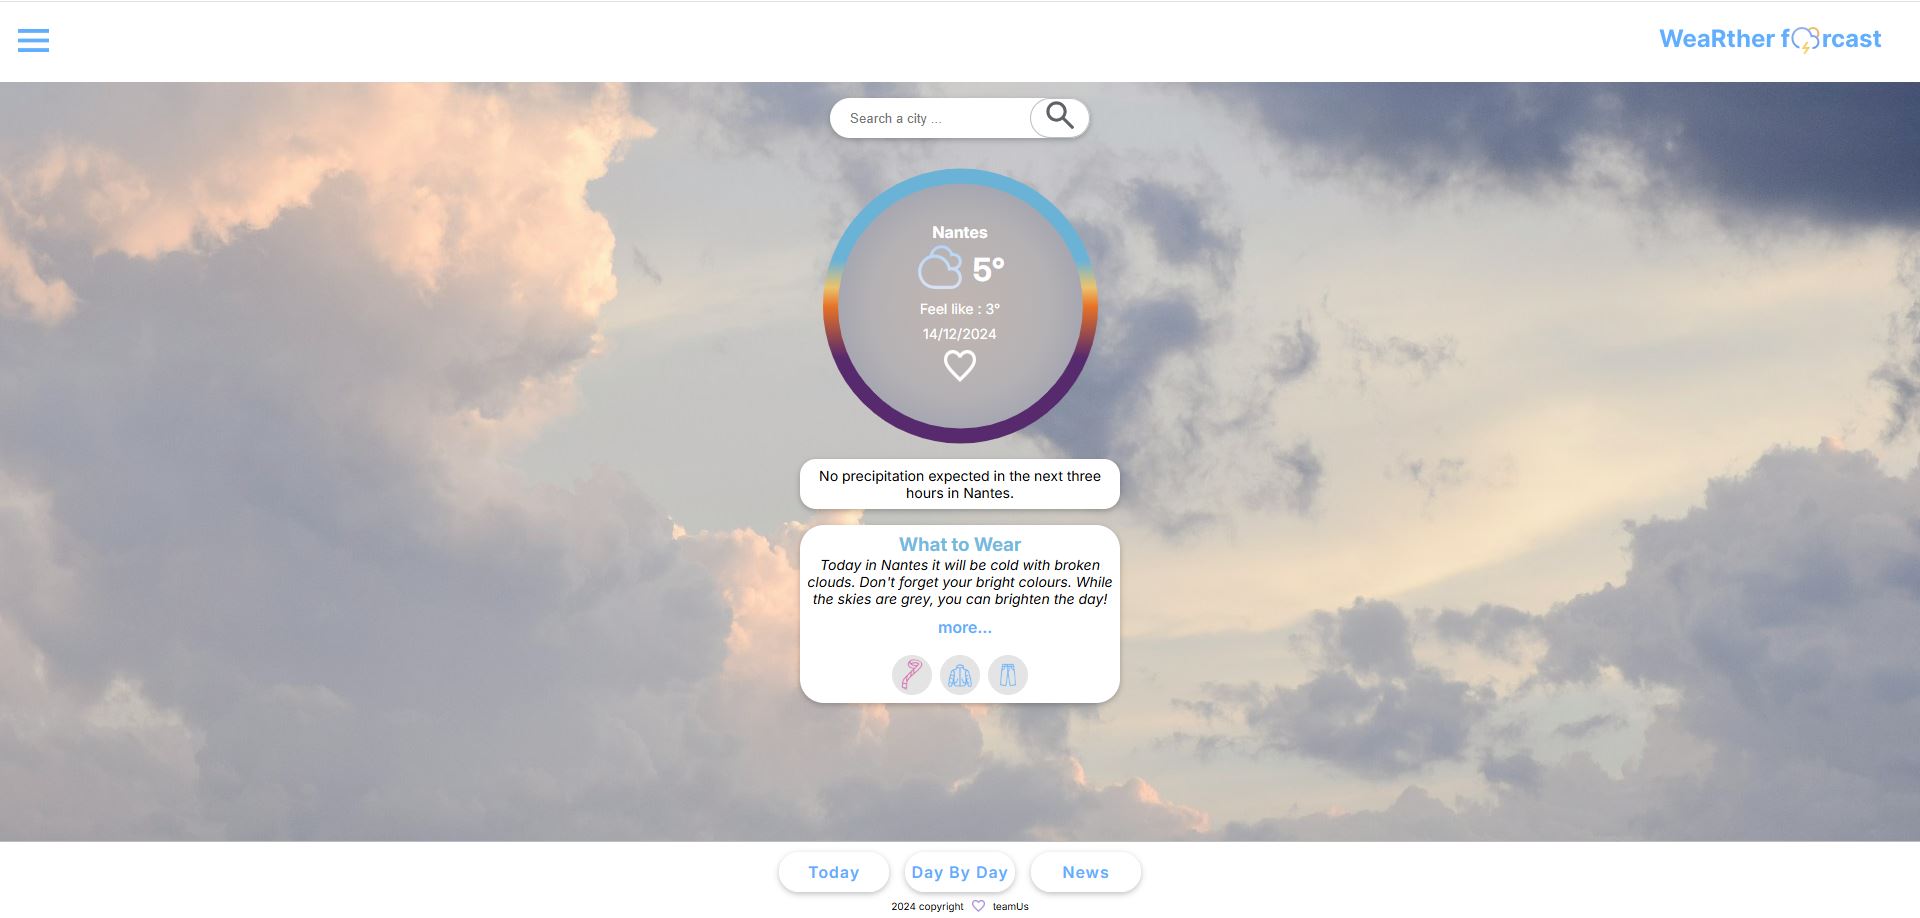 WeaRther forcast
Search a city ...
Nantes
5°
Feel like : 3°
14/12/2024
No precipitation expected in the next three
hours in Nantes.
What to Wear
Today in Nantes it will be cold with broken
clouds. Don't forget your bright colours. While
the skies are grey, you can brighten the day!
more...
Today
Day By Day
News
2024 copyright teamUs